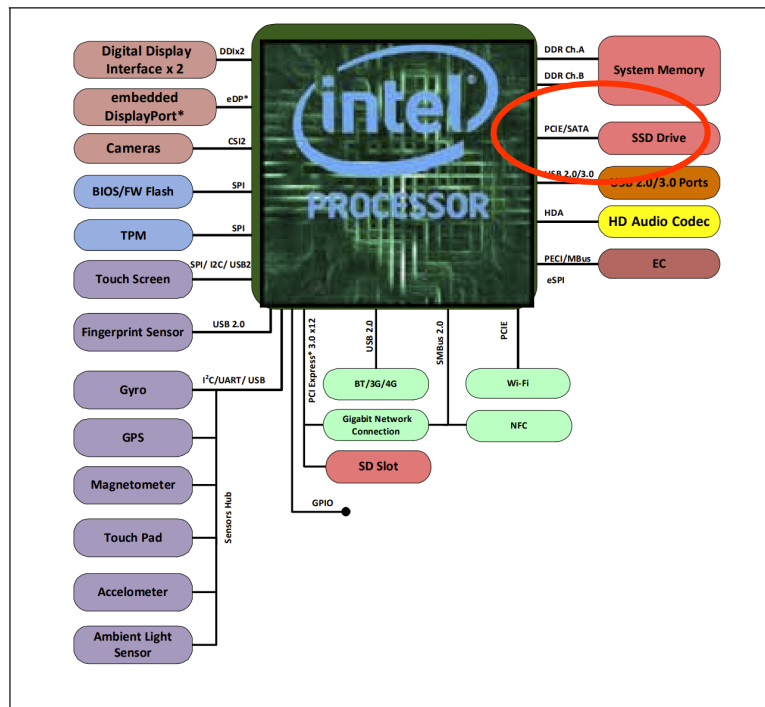 Digital Display
Interface x 2
DDIx2
embedded
DisplayPort*
eDP*
Cameras
CSI2
BIOS/FW Flash
SPI
TPM
SPI
Touch Screen
SPI/ I2C/ USB2
Fingerprint Sensor
USB 2.0
Gyro
I²C/UART/ USB
GPS
Magnetometer
Touch Pad
Accelometer
Ambient Light
Sensor
Sensors Hub
intel
PROCESSOR
DDR Ch.A
DDR Ch.B
System Memory
PCIE/SATA
SSD Drive
USB 2.0/3.0
USB 2.0/3.0 Ports
HDA
HD Audio Codec
PECI/MBus
eSPI
EC
PCI Express* 3.0 x12
USB 2.0
SMBus 2.0
PCIE
BT/3G/4G
Wi-Fi
Gigabit Network
Connection
NFC
SD Slot
GPIO